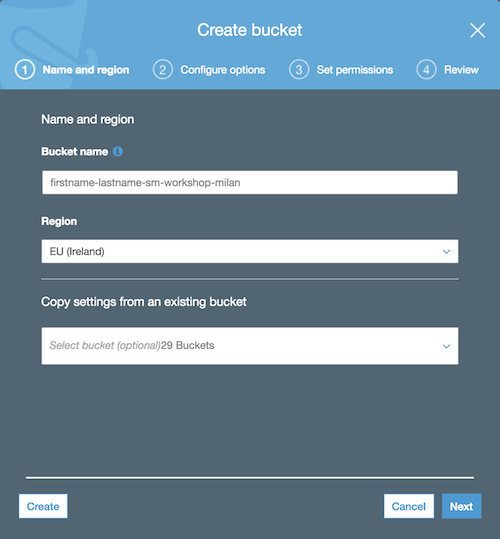 Create bucket
1 Name and region 2 Configure options 3 Set permissions 4 Review
Name and region
Bucket name i
firstname-lastname-sm-workshop-milan
Region
EU (Ireland)
Copy settings from an existing bucket
Select bucket (optional)29 Buckets
Create Cancel Next